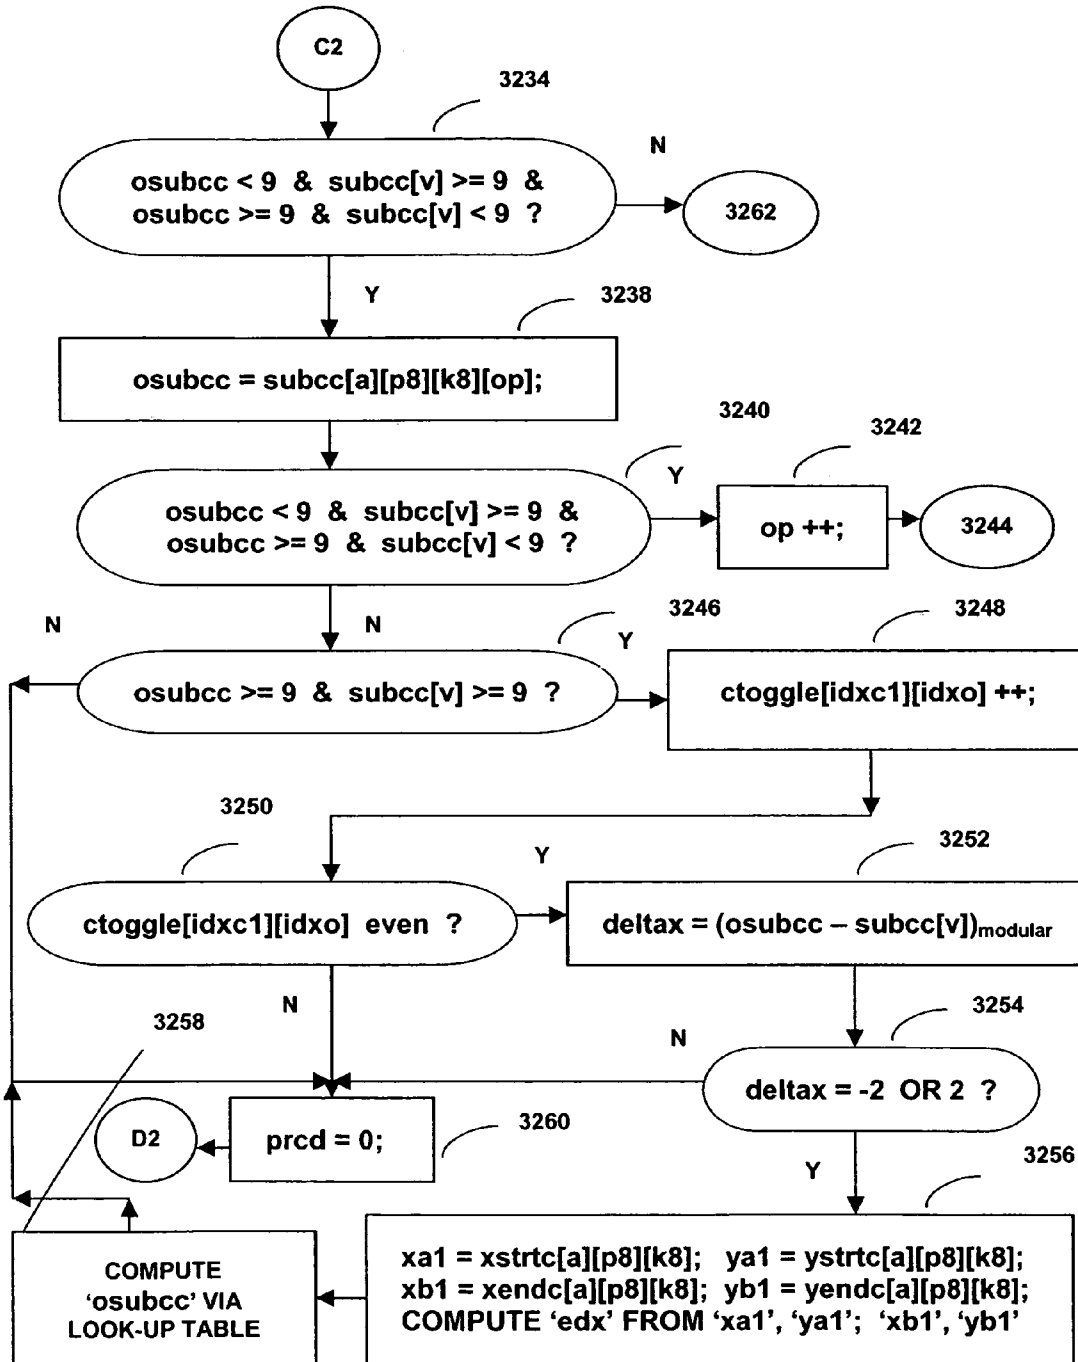 C2
3234
osubcc < 9 & subcc[v] >= 9 &
osubcc >= 9 & subcc[v] < 9 ?
N
3262
Y
3238
osubcc = subcc[a][p8][k8][op];
3240
3242
osubcc < 9 & subcc[v] >= 9 &
osubcc >= 9 & subcc[v] < 9 ?
Y
op ++;
3244
N
N
3246
3248
osubcc >= 9 & subcc[v] >= 9 ?
Y
ctoggle[idxc1][idxo] ++;
3250
3252
ctoggle[idxc1][idxo] even ?
Y
deltax = (osubcc – subcc[v])modular
N
3254
3258
N
deltax = -2 OR 2 ?
D2
prcd = 0;
3260
Y
3256
COMPUTE
‘osubcc’ VIA
LOOK-UP TABLE
xa1 = xstrtc[a][p8][k8]; ya1 = ystrtc[a][p8][k8];
xb1 = xendc[a][p8][k8]; yb1 = yendc[a][p8][k8];
COMPUTE ‘edx’ FROM ‘xa1’, ‘ya1’; ‘xb1’, ‘yb1’